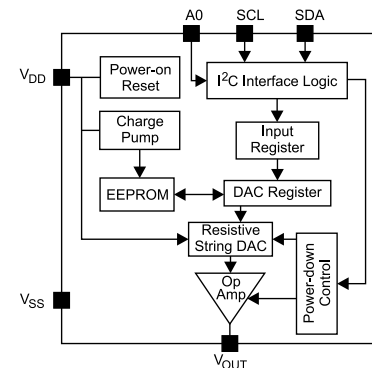 A0 SCL SDA
VDD
Power-on
Reset
I²C Interface Logic
Charge
Pump
Input
Register
EEPROM
DAC Register
Resistive
String DAC
Power-down
Control
Op
Amp
VSS
VOUT